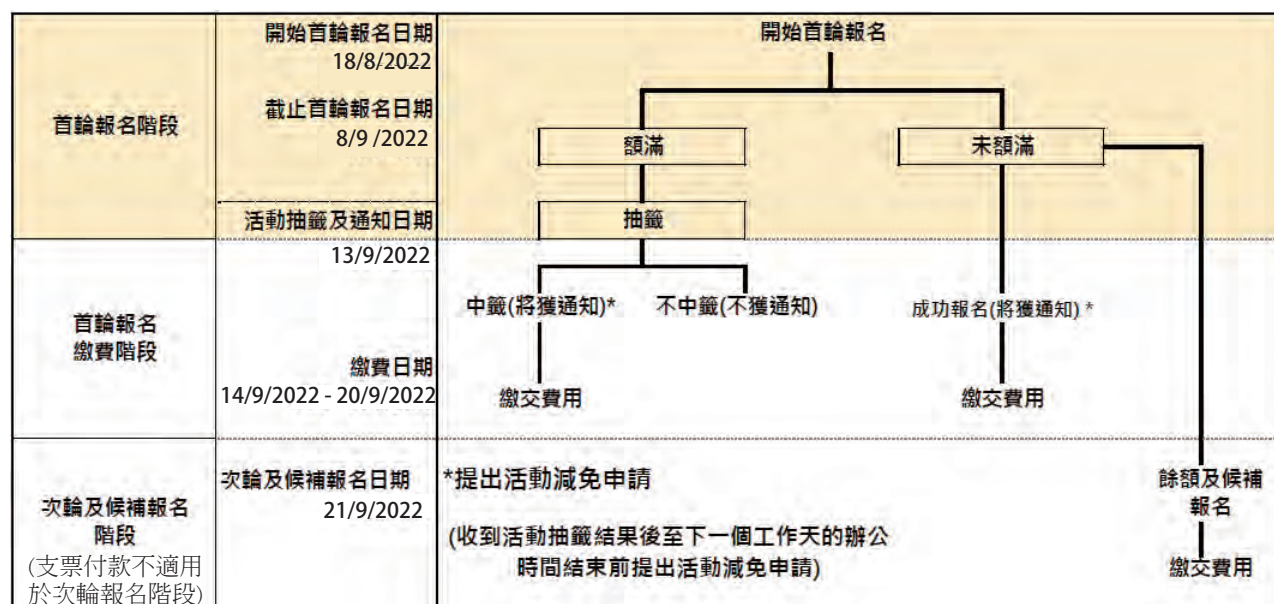 首輪報名階段
開始首輪報名日期
18/8/2022
截止首輪報名日期
8/9 /2022
活動抽籤及通知日期
13/9/2022
開始首輪報名
額滿
未額滿
抽籤
首輪報名
繳費階段
繳費日期
14/9/2022 - 20/9/2022
中籤(將獲通知)*
不中籤(不獲通知)
成功報名(將獲通知) *
繳交費用
繳交費用
次輪及候補報名
階段
(支票付款不適用
於次輪報名階段)
次輪及候補報名日期
21/9/2022
*提出活動減免申請
(收到活動抽籤結果後至下一個工作天的辦公
時間結束前提出活動減免申請)
餘額及候補
報名
繳交費用